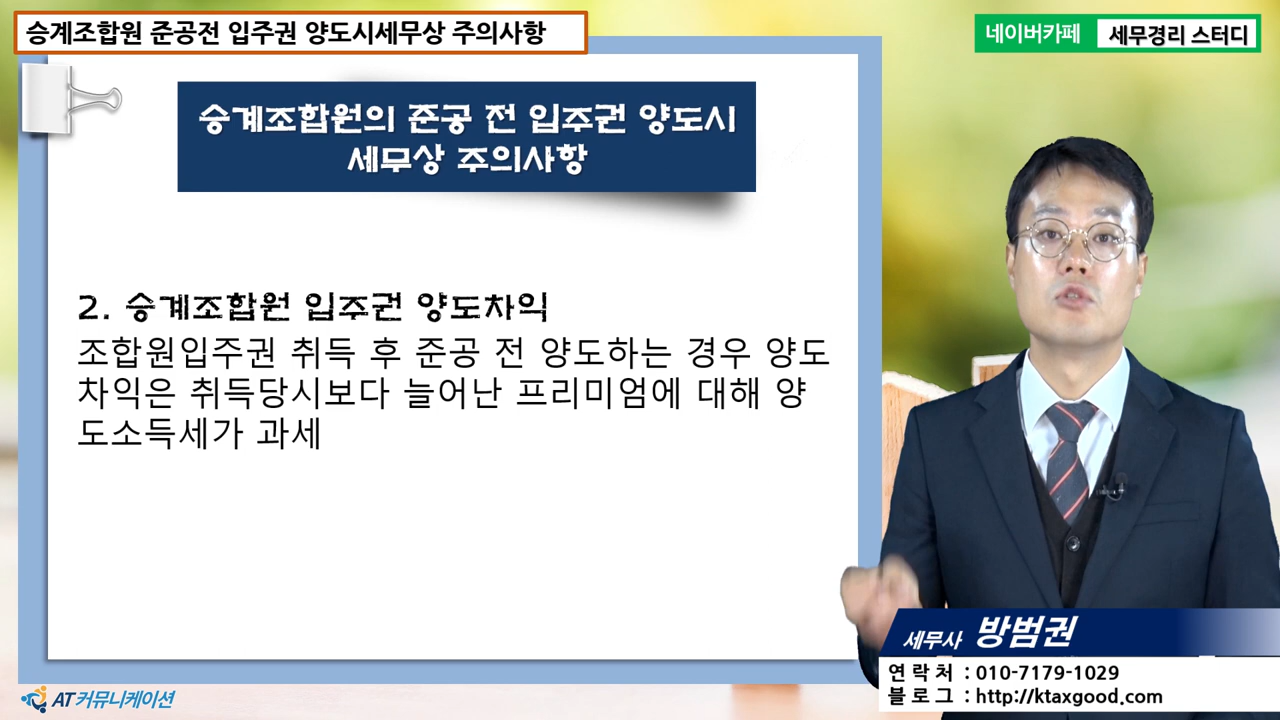 승계조합원 준공전 입주권 양도시세무상 주의사항
네이버카페 세무경리 스터디
승계조합원의 준공 전 입주권 양도시
세무상 주의사항
2. 승계조합원 입주권 양도차익
조합원입주권 취득 후 준공 전 양도하는 경우 양도
차익은 취득당시보다 늘어난 프리미엄에 대해 양
도소득세가 과세
세무사 방범권
연 락 처 : 010-7179-1029
블 로 그 : http://ktaxgood.com
AT커뮤니케이션